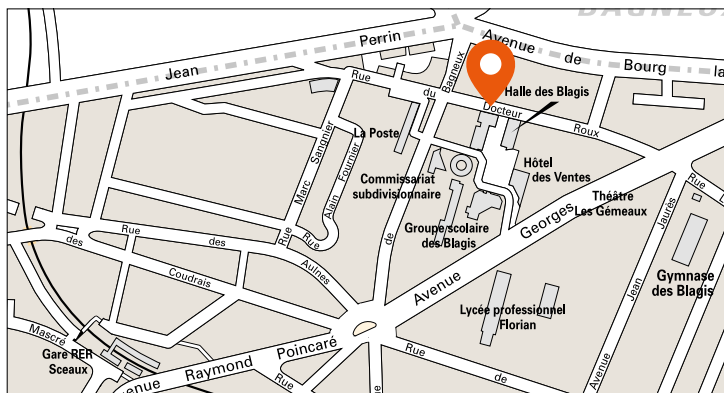 BAGNEUX
Avenue de Bourg la
Jean Perrin
Bagneux
Halle des Blagis
Rue du Docteur Roux
La Poste
Rue Marc Sangnier
Rue Alain Fournier
Commissariat
subdivisionnaire
Hôtel
des Ventes
Théâtre
Les Gémeaux
Rue
Groupe scolaire
des Blagis
Avenue Georges
de
Rue des Aulnes
des Coudrais
Gymnase
des Blagis
Avenue Jean Jaurès
Lycée professionnel
Florian
Mascré
Gare RER
Sceaux
enue Raymond Poincaré
Rue de